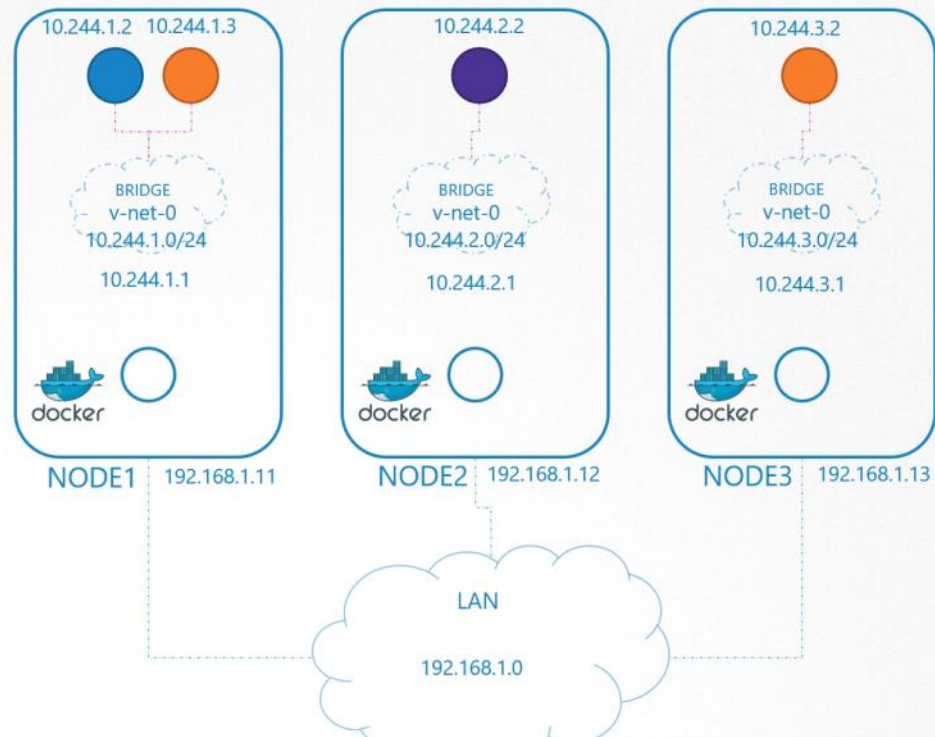 10.244.1.2 10.244.1.3
BRIDGE
v-net-0
10.244.1.0/24
10.244.1.1
docker
NODE1 192.168.1.11
10.244.2.2
BRIDGE
v-net-0
10.244.2.0/24
10.244.2.1
docker
NODE2 192.168.1.12
10.244.3.2
BRIDGE
v-net-0
10.244.3.0/24
10.244.3.1
docker
NODE3 192.168.1.13
LAN
192.168.1.0